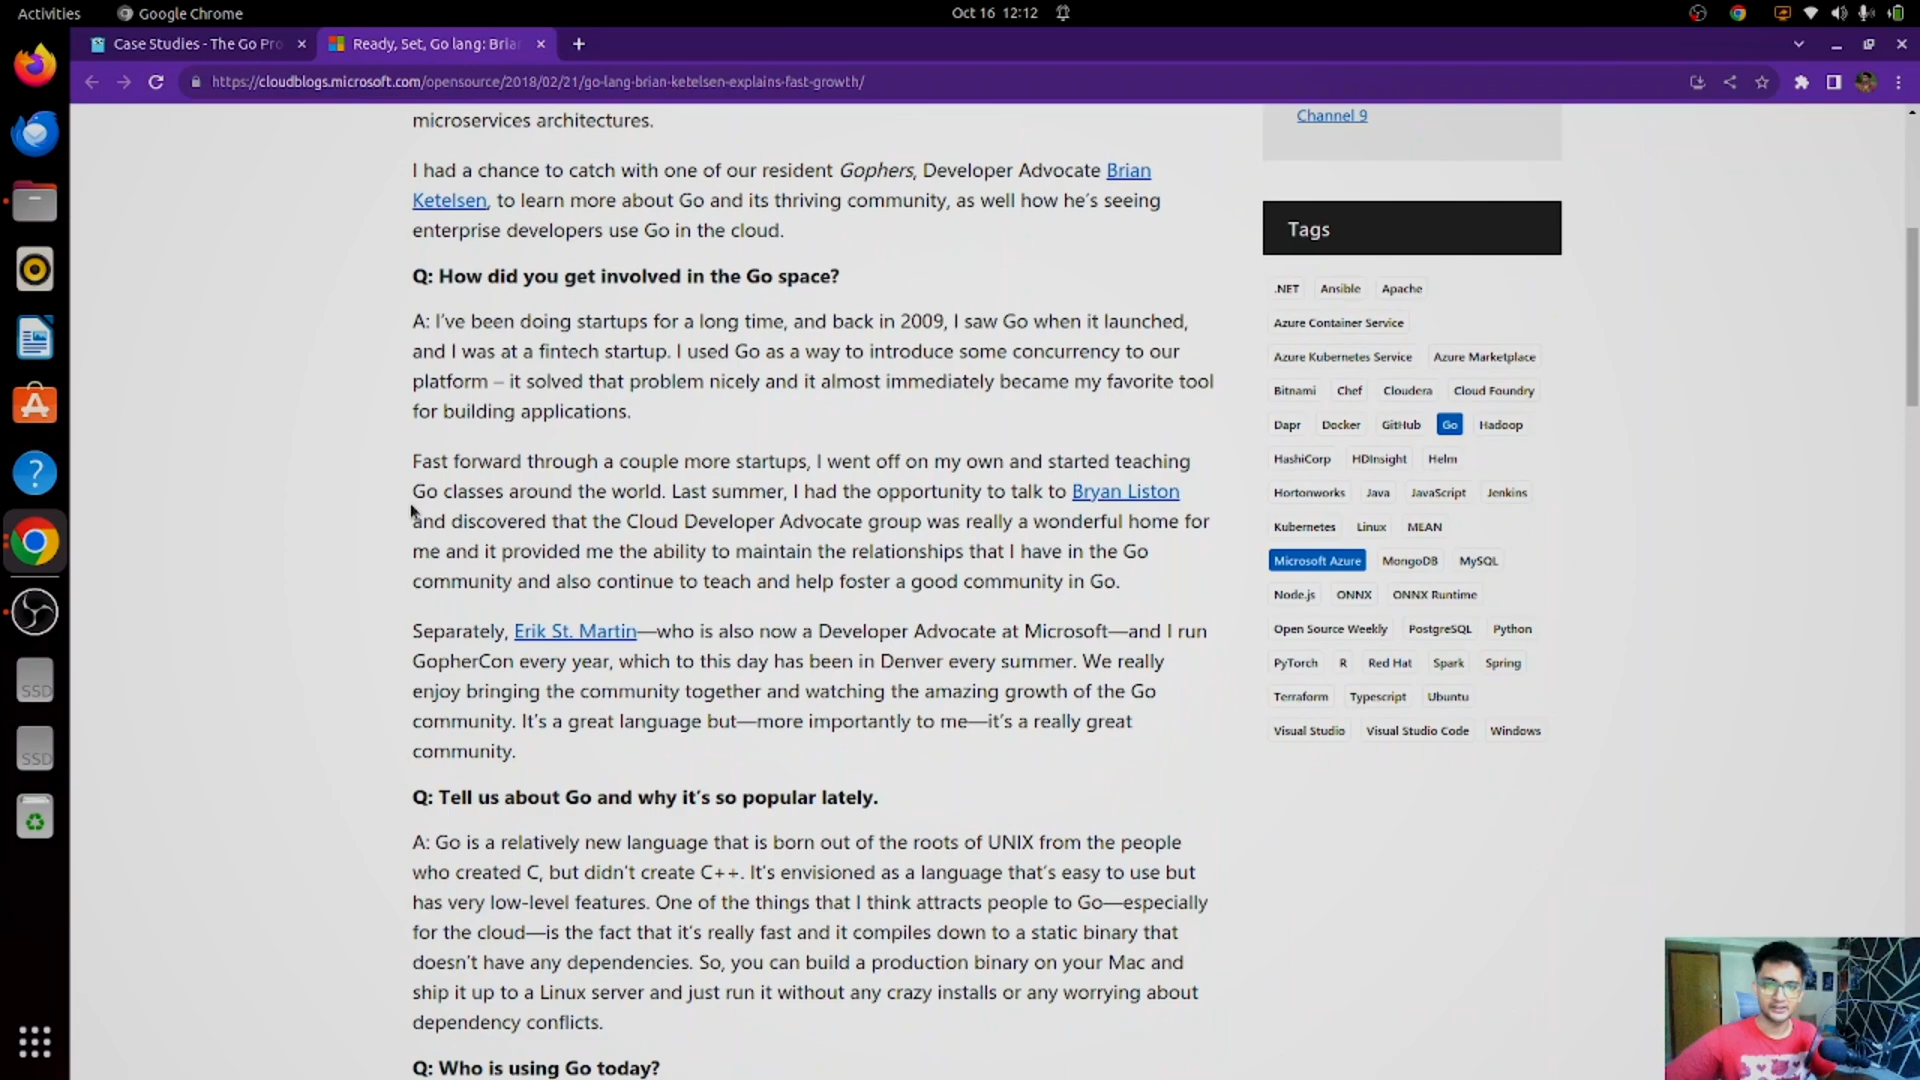 Activities
Google Chrome
Oct 16 12:12
Case Studies - The Go Pro
Ready, Set, Go lang: Brian
https://cloudblogs.microsoft.com/opensource/2018/02/21/go-lang-brian-ketelsen-explains-fast-growth/
microservices architectures.
I had a chance to catch with one of our resident Gophers, Developer Advocate Brian
Ketelsen, to learn more about Go and its thriving community, as well how he's seeing
enterprise developers use Go in the cloud.
Q: How did you get involved in the Go space?
A: I've been doing startups for a long time, and back in 2009, I saw Go when it launched,
and I was at a fintech startup. I used Go as a way to introduce some concurrency to our
platform – it solved that problem nicely and it almost immediately became my favorite tool
for building applications.
Fast forward through a couple more startups, I went off on my own and started teaching
Go classes around the world. Last summer, I had the opportunity to talk to Bryan Liston
and discovered that the Cloud Developer Advocate group was really a wonderful home for
me and it provided me the ability to maintain the relationships that I have in the Go
community and also continue to teach and help foster a good community in Go.
Separately, Erik St. Martin—who is also now a Developer Advocate at Microsoft—and I run
GopherCon every year, which to this day has been in Denver every summer. We really
enjoy bringing the community together and watching the amazing growth of the Go
community. It's a great language but—more importantly to me—it's a really great
community.
Q: Tell us about Go and why it's so popular lately.
A: Go is a relatively new language that is born out of the roots of UNIX from the people
who created C, but didn't create C++. It's envisioned as a language that's easy to use but
has very low-level features. One of the things that I think attracts people to Go—especially
for the cloud—is the fact that it's really fast and it compiles down to a static binary that
doesn't have any dependencies. So, you can build a production binary on your Mac and
ship it up to a Linux server and just run it without any crazy installs or any worrying about
dependency conflicts.
Q: Who is using Go today?
Channel 9
Tags
.NET Ansible Apache
Azure Container Service
Azure Kubernetes Service Azure Marketplace
Bitnami Chef Cloudera Cloud Foundry
Dapr Docker GitHub Go Hadoop
HashiCorp HDInsight Helm
Hortonworks Java JavaScript Jenkins
Kubernetes Linux MEAN
Microsoft Azure MongoDB MySQL
Node.js ONNX ONNX Runtime
Open Source Weekly PostgreSQL Python
PyTorch R Red Hat Spark Spring
Terraform Typescript Ubuntu
Visual Studio Visual Studio Code Windows
SSD
SSD